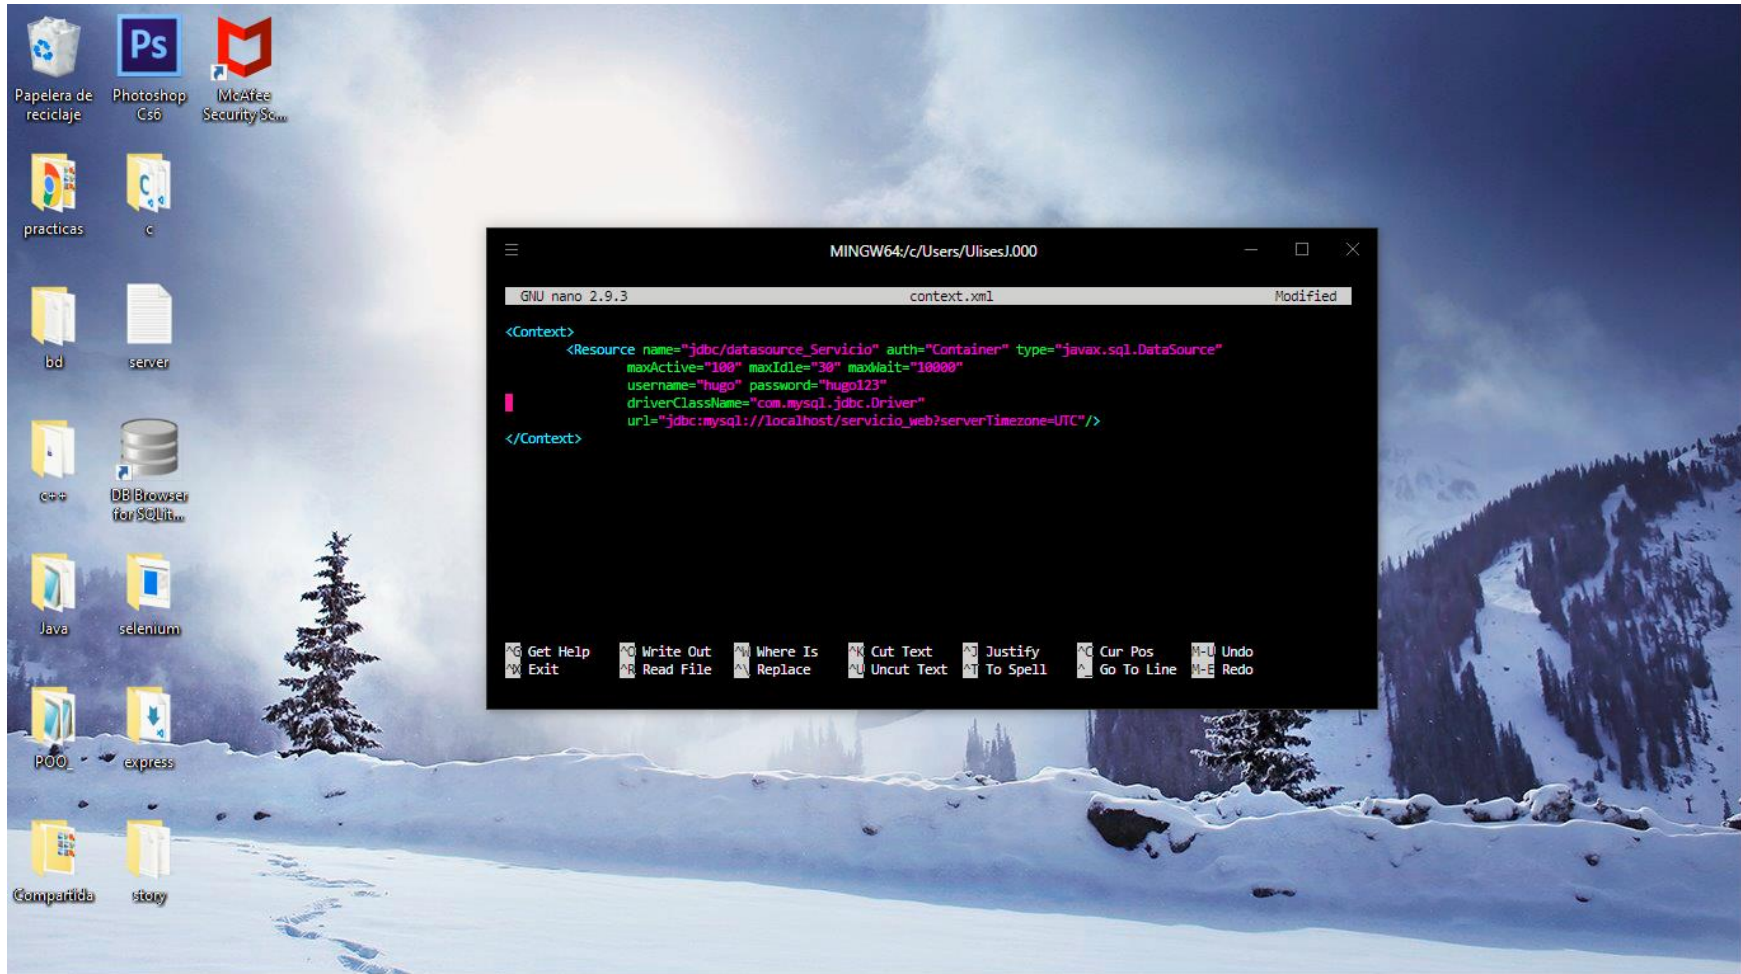 Papelera de
reciclaje
Ps
Photoshop
Cs6
McAfee
Security Sc...
practicas
C
c
bd
server
c++
DB Browser
for SQLit...
Java
selenium
POO_
express
Compartida
story
MINGW64:/c/Users/UlisesJ.000
GNU nano 2.9.3 context.xml Modified
<Context>
<Resource name="jdbc/datasource_Servicio" auth="Container" type="javax.sql.DataSource"
maxActive="100" maxIdle="30" maxWait="10000"
username="hugo" password="hugo123"
driverClassName="com.mysql.jdbc.Driver"
url="jdbc:mysql://localhost/servicio_web?serverTimezone=UTC"/>
</Context>
^G Get Help ^O Write Out ^W Where Is ^K Cut Text ^J Justify ^C Cur Pos M-U Undo
^X Exit ^R Read File ^\ Replace ^U Uncut Text ^T To Spell ^_ Go To Line M-E Redo